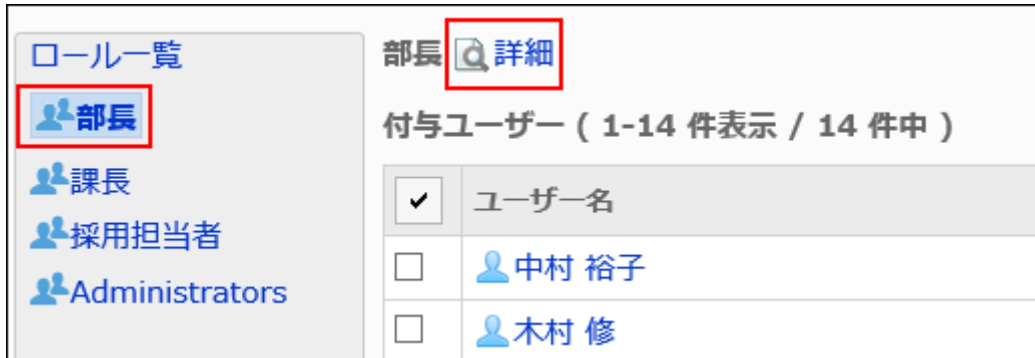 ロール一覧
部長
課長
採用担当者
Administrators
部長 詳細
付与ユーザー ( 1-14 件表示 / 14 件中 )
ユーザー名
中村 裕子
木村 修